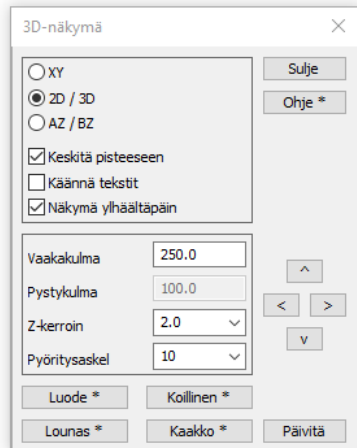 3D-näkymä
XY
2D / 3D
AZ / BZ
Keskitä pisteeseen
Käännä tekstit
Näkymä ylhäältäpäin
Sulje
Ohje *
Vaakakulma 250.0
Pystykulma 100.0
Z-kerroin 2.0
Pyöritysaskel 10
^
< >
v
Luode * Koillinen *
Lounas * Kaakko * Päivitä